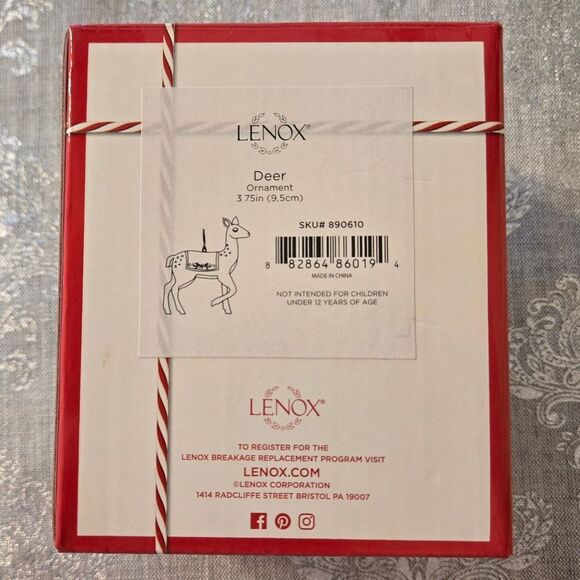 LENOX®
Deer
Ornament
3 75in (9,5cm)
SKU# 890610
8 82864 86019 4
MADE IN CHINA
NOT INTENDED FOR CHILDREN
UNDER 12 YEARS OF AGE
LENOX®
TO REGISTER FOR THE
LENOX BREAKAGE REPLACEMENT PROGRAM VISIT
LENOX.COM
©LENOX CORPORATION
1414 RADCLIFFE STREET BRISTOL PA 19007